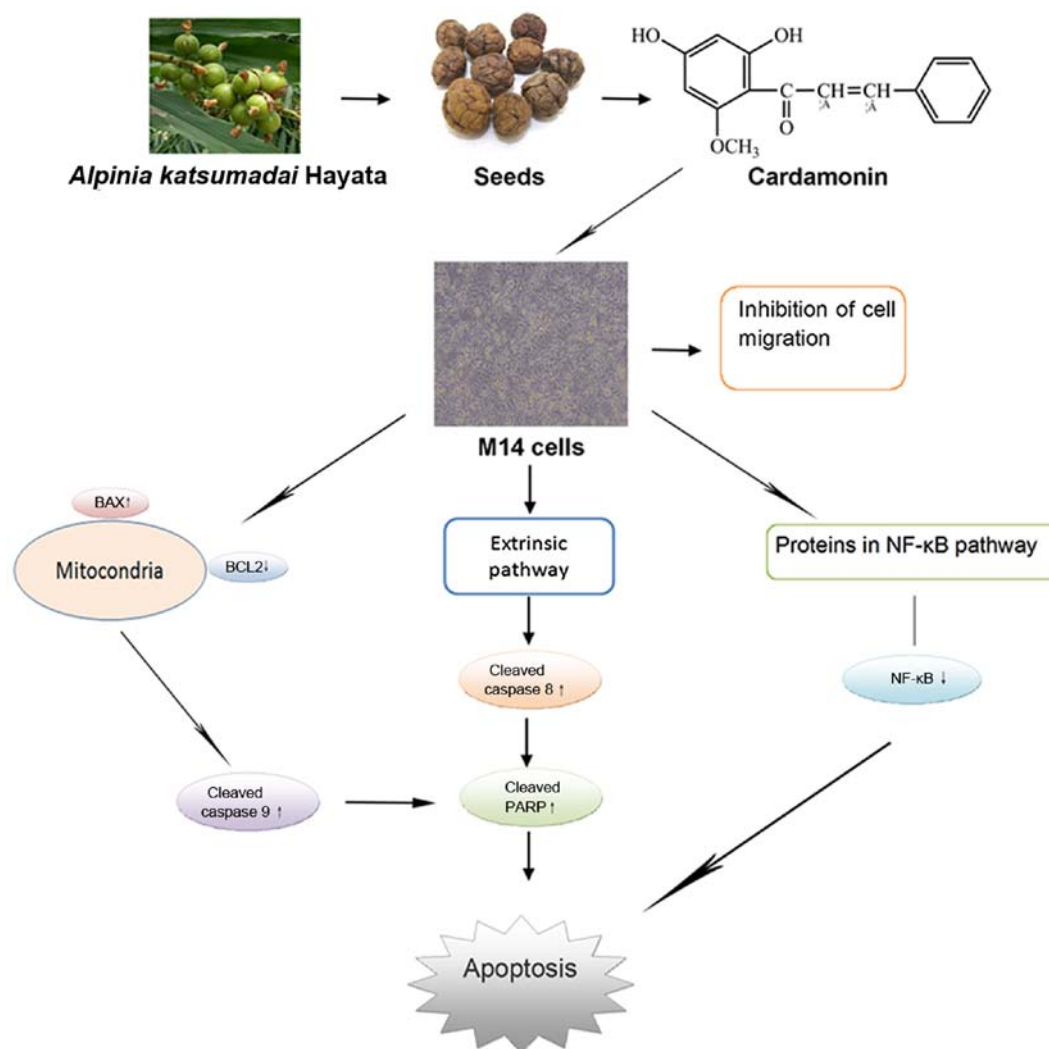 HO
OH
C
CH
CH
A
A
O
OCH3
Alpinia katsumadai Hayata
Seeds
Cardamonin
Inhibition of cell
migration
M14 cells
BAX↑
Mitocondria
BCL2↓
Extrinsic
pathway
Proteins in NF-κB pathway
Cleaved
caspase 8 ↑
NF-κB ↓
Cleaved
caspase 9 ↑
Cleaved
PARP ↑
Apoptosis